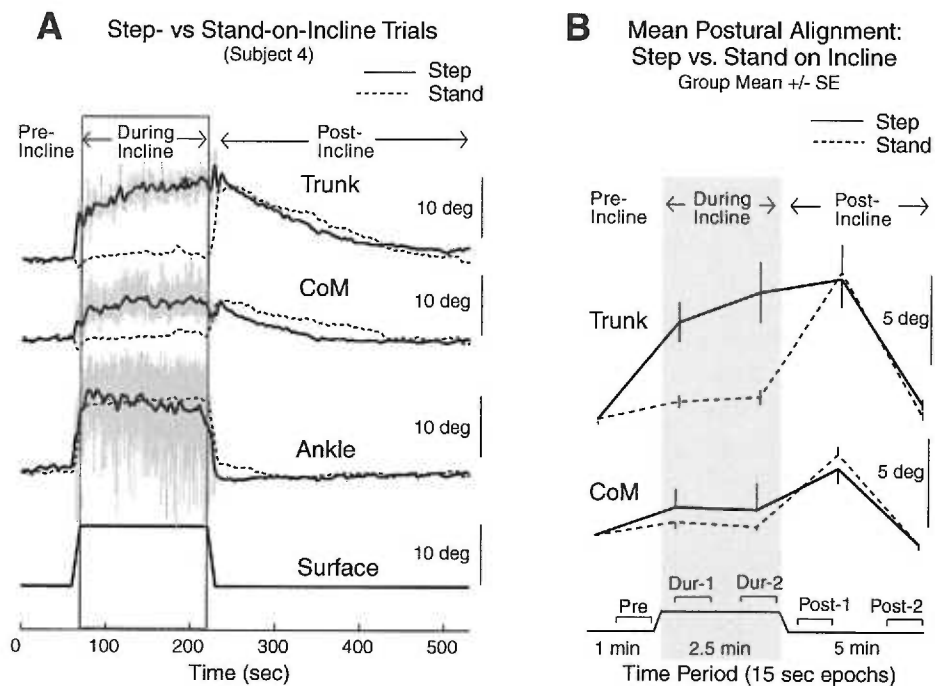 A
Step- vs Stand-on-Incline Trials
(Subject 4)
Step
Stand
Pre-
Incline
During
Incline
Post-
Incline
Trunk
10 deg
CoM
10 deg
Ankle
10 deg
Surface
10 deg
0
100
200
300
400
500
Time (sec)
B
Mean Postural Alignment:
Step vs. Stand on Incline
Group Mean +/- SE
Step
Stand
Pre-
Incline
During
Incline
Post-
Incline
Trunk
5 deg
CoM
5 deg
Pre
Dur-1
Dur-2
Post-1
Post-2
1 min
2.5 min
5 min
Time Period (15 sec epochs)